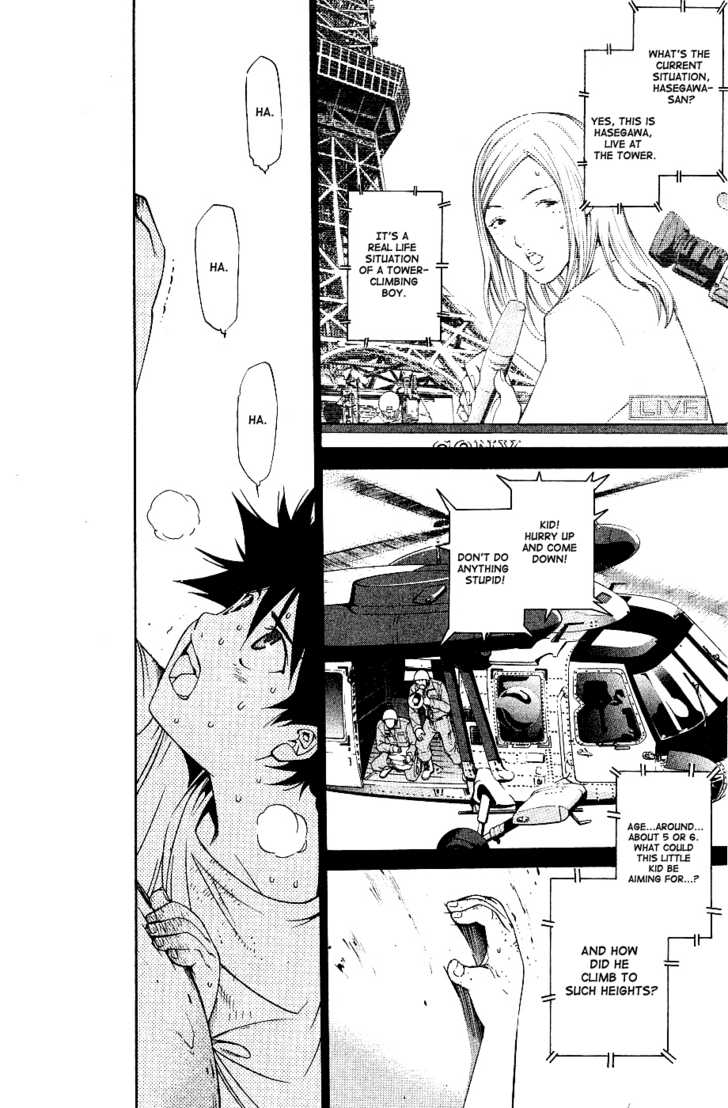 WHAT'S THE
CURRENT
SITUATION,
HASEGAWA-
SAN?
YES, THIS IS
HASEGAWA,
LIVE AT
THE TOWER.
IT'S A
REAL LIFE
SITUATION
OF A TOWER-
CLIMBING
BOY.
LIVE
KID!
HURRY UP
AND COME
DOWN!
DON'T DO
ANYTHING
STUPID!
AGE...AROUND...
ABOUT 5 OR 6.
WHAT COULD
THIS LITTLE
KID BE
AIMING FOR...?
AND HOW
DID HE
CLIMB TO
SUCH HEIGHTS?
HA.
HA.
HA.